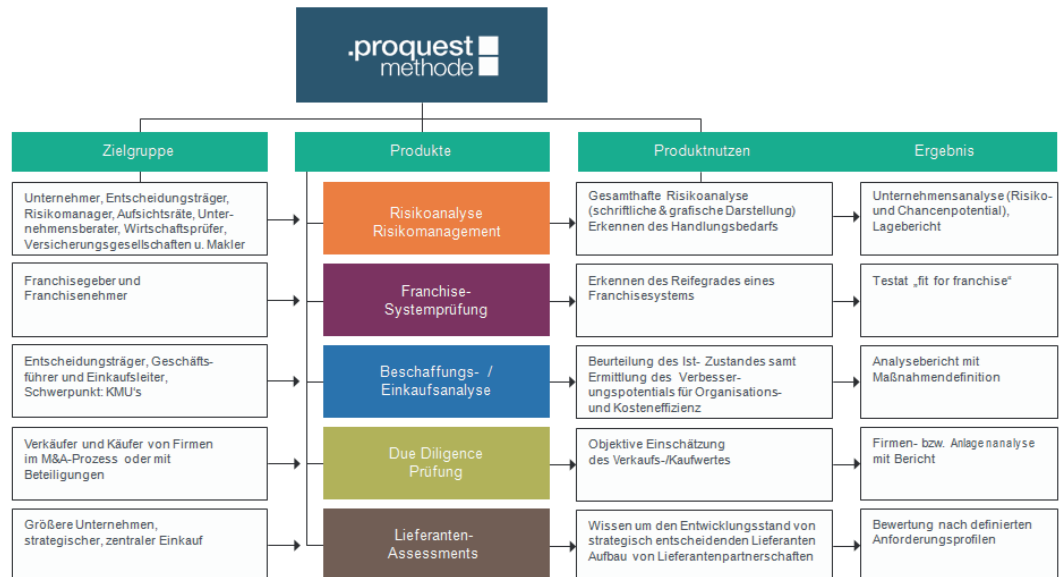 .proquest
methode
Zielgruppe
Produkte
Produktnutzen
Ergebnis
Unternehmer, Entscheidungsträger,
Risikomanager, Aufsichtsräte, Unter-
nehmensberater, Wirtschaftsprüfer,
Versicherungsgesellschaften u. Makler
Risikoanalyse
Risikomanagement
Gesamthafte Risikoanalyse
(schriftliche & grafische Darstellung)
Erkennen des Handlungsbedarfs
Unternehmensanalyse (Risiko-
und Chancenpotential),
Lagebericht
Franchisegeber und
Franchisenehmer
Franchise-
Systemprüfung
Erkennen des Reifegrades eines
Franchisesystems
Testat „fit for franchise“
Entscheidungsträger, Geschäfts-
führer und Einkaufsleiter,
Schwerpunkt: KMU's
Beschaffungs- /
Einkaufsanalyse
Beurteilung des Ist- Zustandes samt
Ermittlung des Verbesser-
ungspotentials für Organisations-
und Kosteneffizienz
Analysebericht mit
Maßnahmendefinition
Verkäufer und Käufer von Firmen
im M&A-Prozess oder mit
Beteiligungen
Due Diligence
Prüfung
Objektive Einschätzung
des Verkaufs-/Kaufwertes
Firmen- bzw. Anlagenanalyse
mit Bericht
Größere Unternehmen,
strategischer, zentraler Einkauf
Lieferanten-
Assessments
Wissen um den Entwicklungsstand von
strategisch entscheidenden Lieferanten
Aufbau von Lieferantenpartnerschaften
Bewertung nach definierten
Anforderungsprofilen